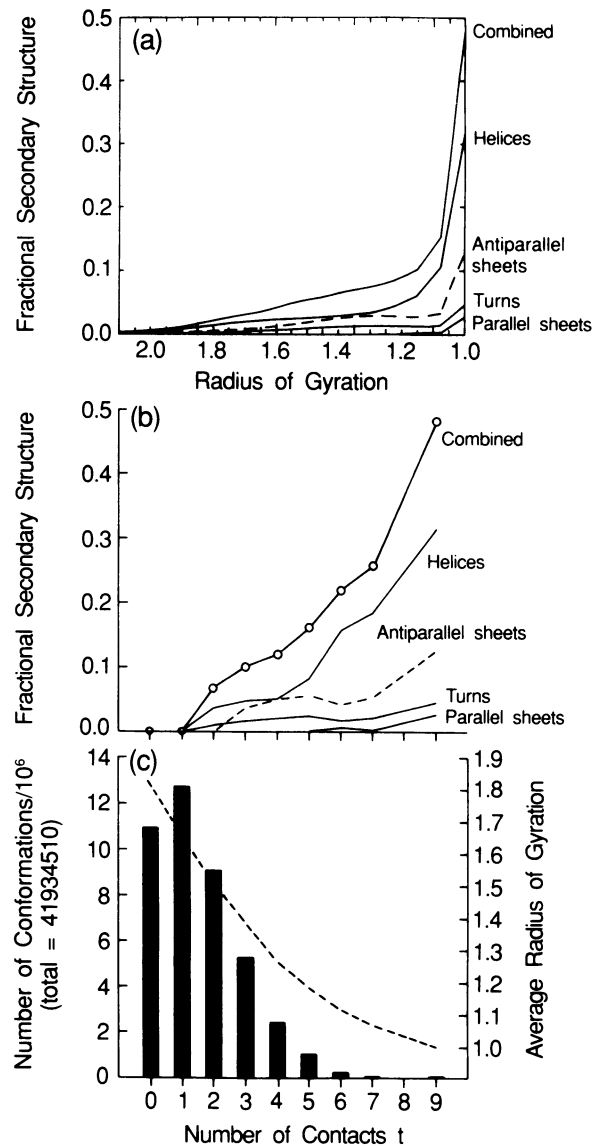 (a)
Fractional Secondary Structure
0.5
0.4
0.3
0.2
0.1
0.0
Combined
Helices
Antiparallel
sheets
Turns
Parallel sheets
2.0 1.8 1.6 1.4 1.2 1.0
Radius of Gyration
(b)
Fractional Secondary Structure
0.5
0.4
0.3
0.2
0.1
0.0
Combined
Helices
Antiparallel sheets
Turns
Parallel sheets
(c)
Number of Conformations/10⁶
(total = 41934510)
14
12
10
8
6
4
2
0
1.9
1.8
1.7
1.6
1.5
1.4
1.3
1.2
1.1
1.0
Average Radius of Gyration
0 1 2 3 4 5 6 7 8 9
Number of Contacts t